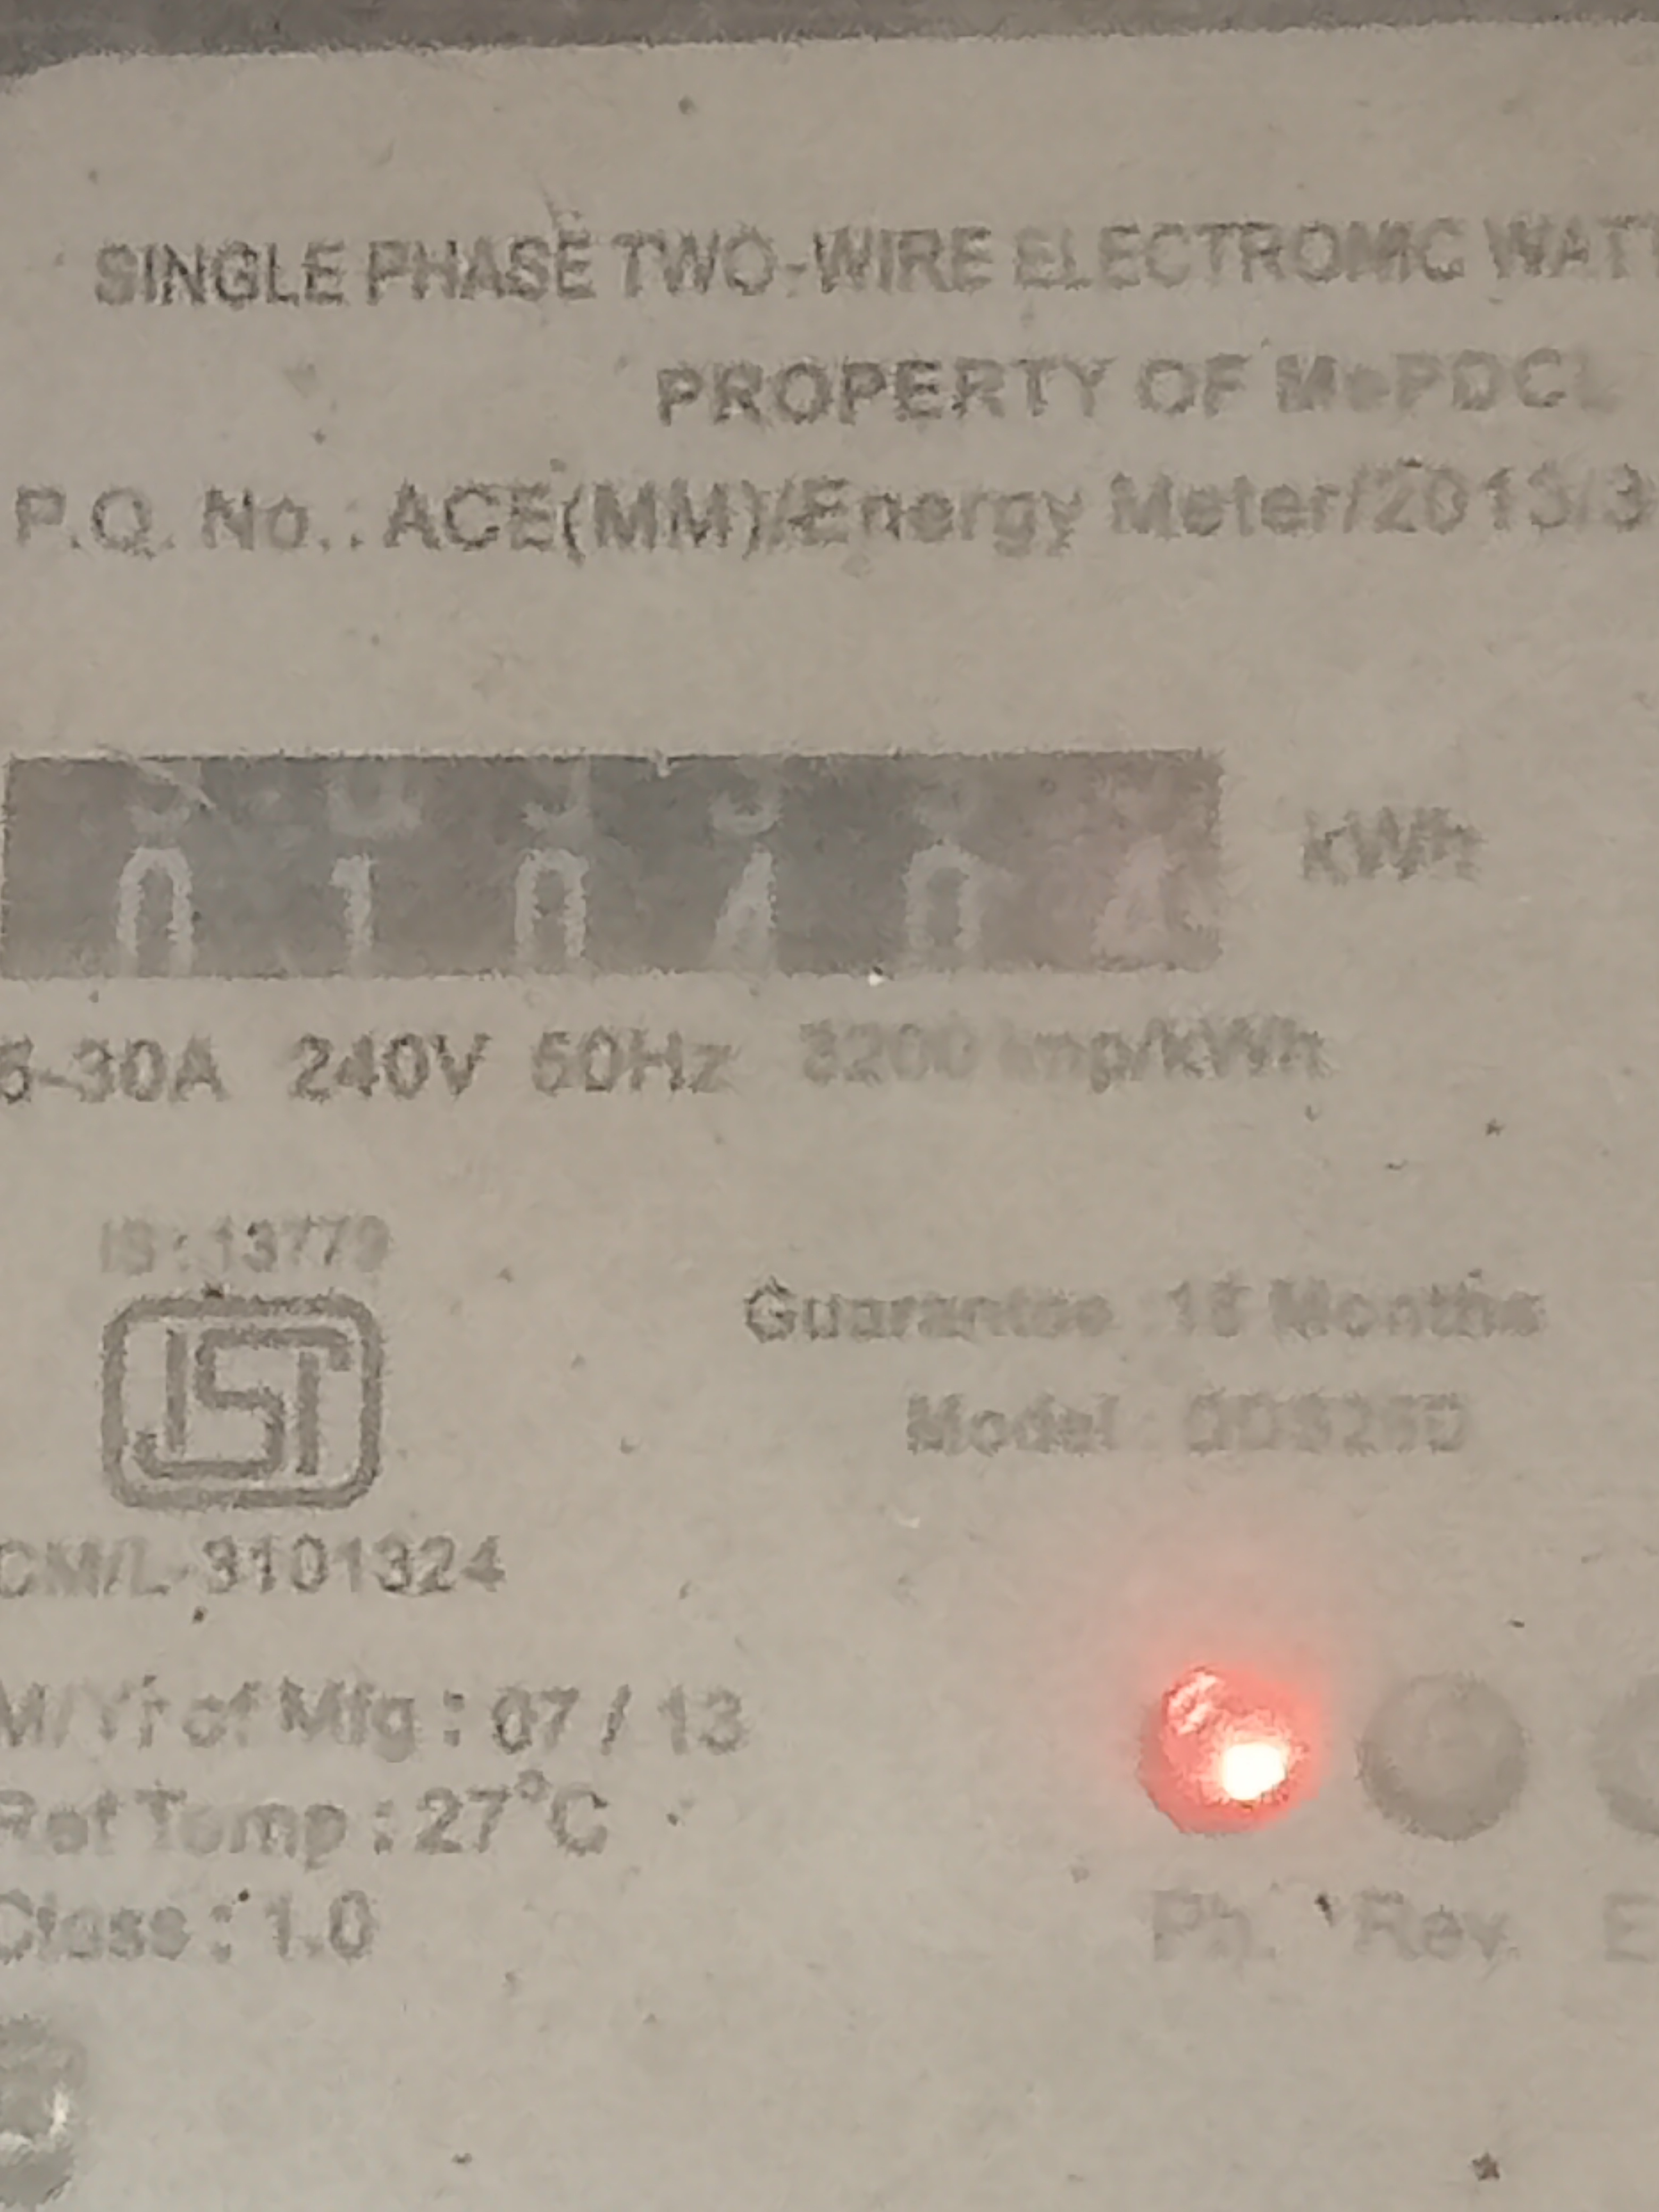 SINGLE PHASE TWO-WIRE ELECTRONIC WATT
PROPERTY OF MePDCL
P.O. No.: ACE(MM)/Energy Meter/2013/3
kWh
5-30A 240V 50Hz 3200 imp/kWh
IS : 13779
Guarantee 18 Months
Model
CM/L-3101324
M/Yr of Mfg : 07 / 13
Ref Temp : 27°C
Class : 1.0
Ph. Rev. E